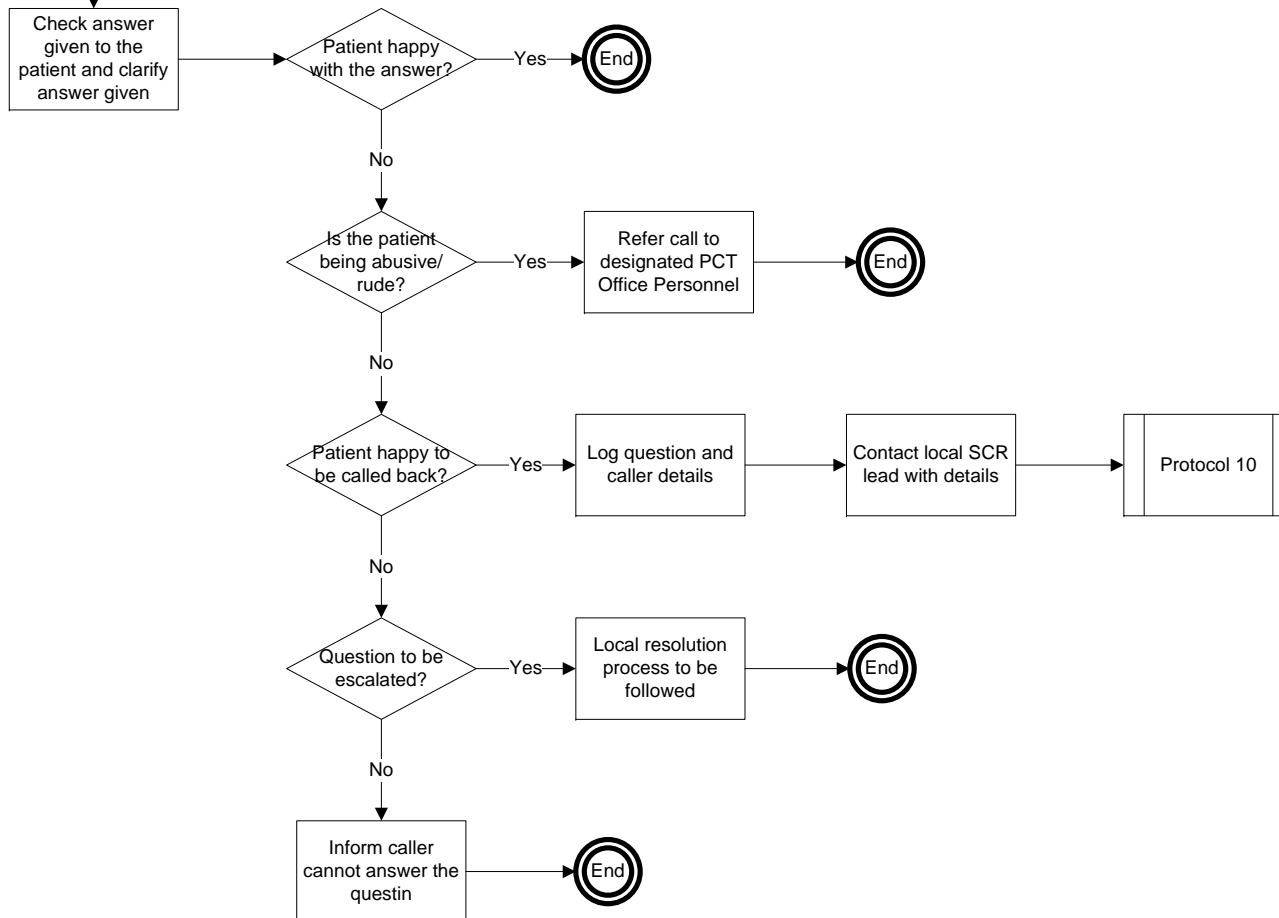 Check answer
given to the
patient and clarify
answer given
Patient happy
with the answer?
Yes
End
No
Is the patient
being abusive/
rude?
Yes
Refer call to
designated PCT
Office Personnel
End
No
Patient happy to
be called back?
Yes
Log question and
caller details
Contact local SCR
lead with details
Protocol 10
No
Question to be
escalated?
Yes
Local resolution
process to be
followed
End
No
Inform caller
cannot answer the
questin
End